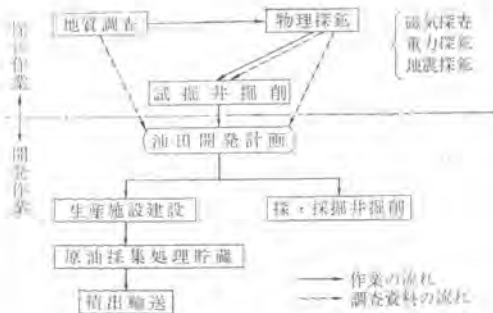 地質調査
物理探鉱
磁気探査
重力探鉱
地震探鉱
試掘井掘削
作業
油田開発計画
開発作業
生産施設建設
探・採掘井掘削
原油採集処理貯蔵
積出輸送
作業の流れ
調査資料の流れ